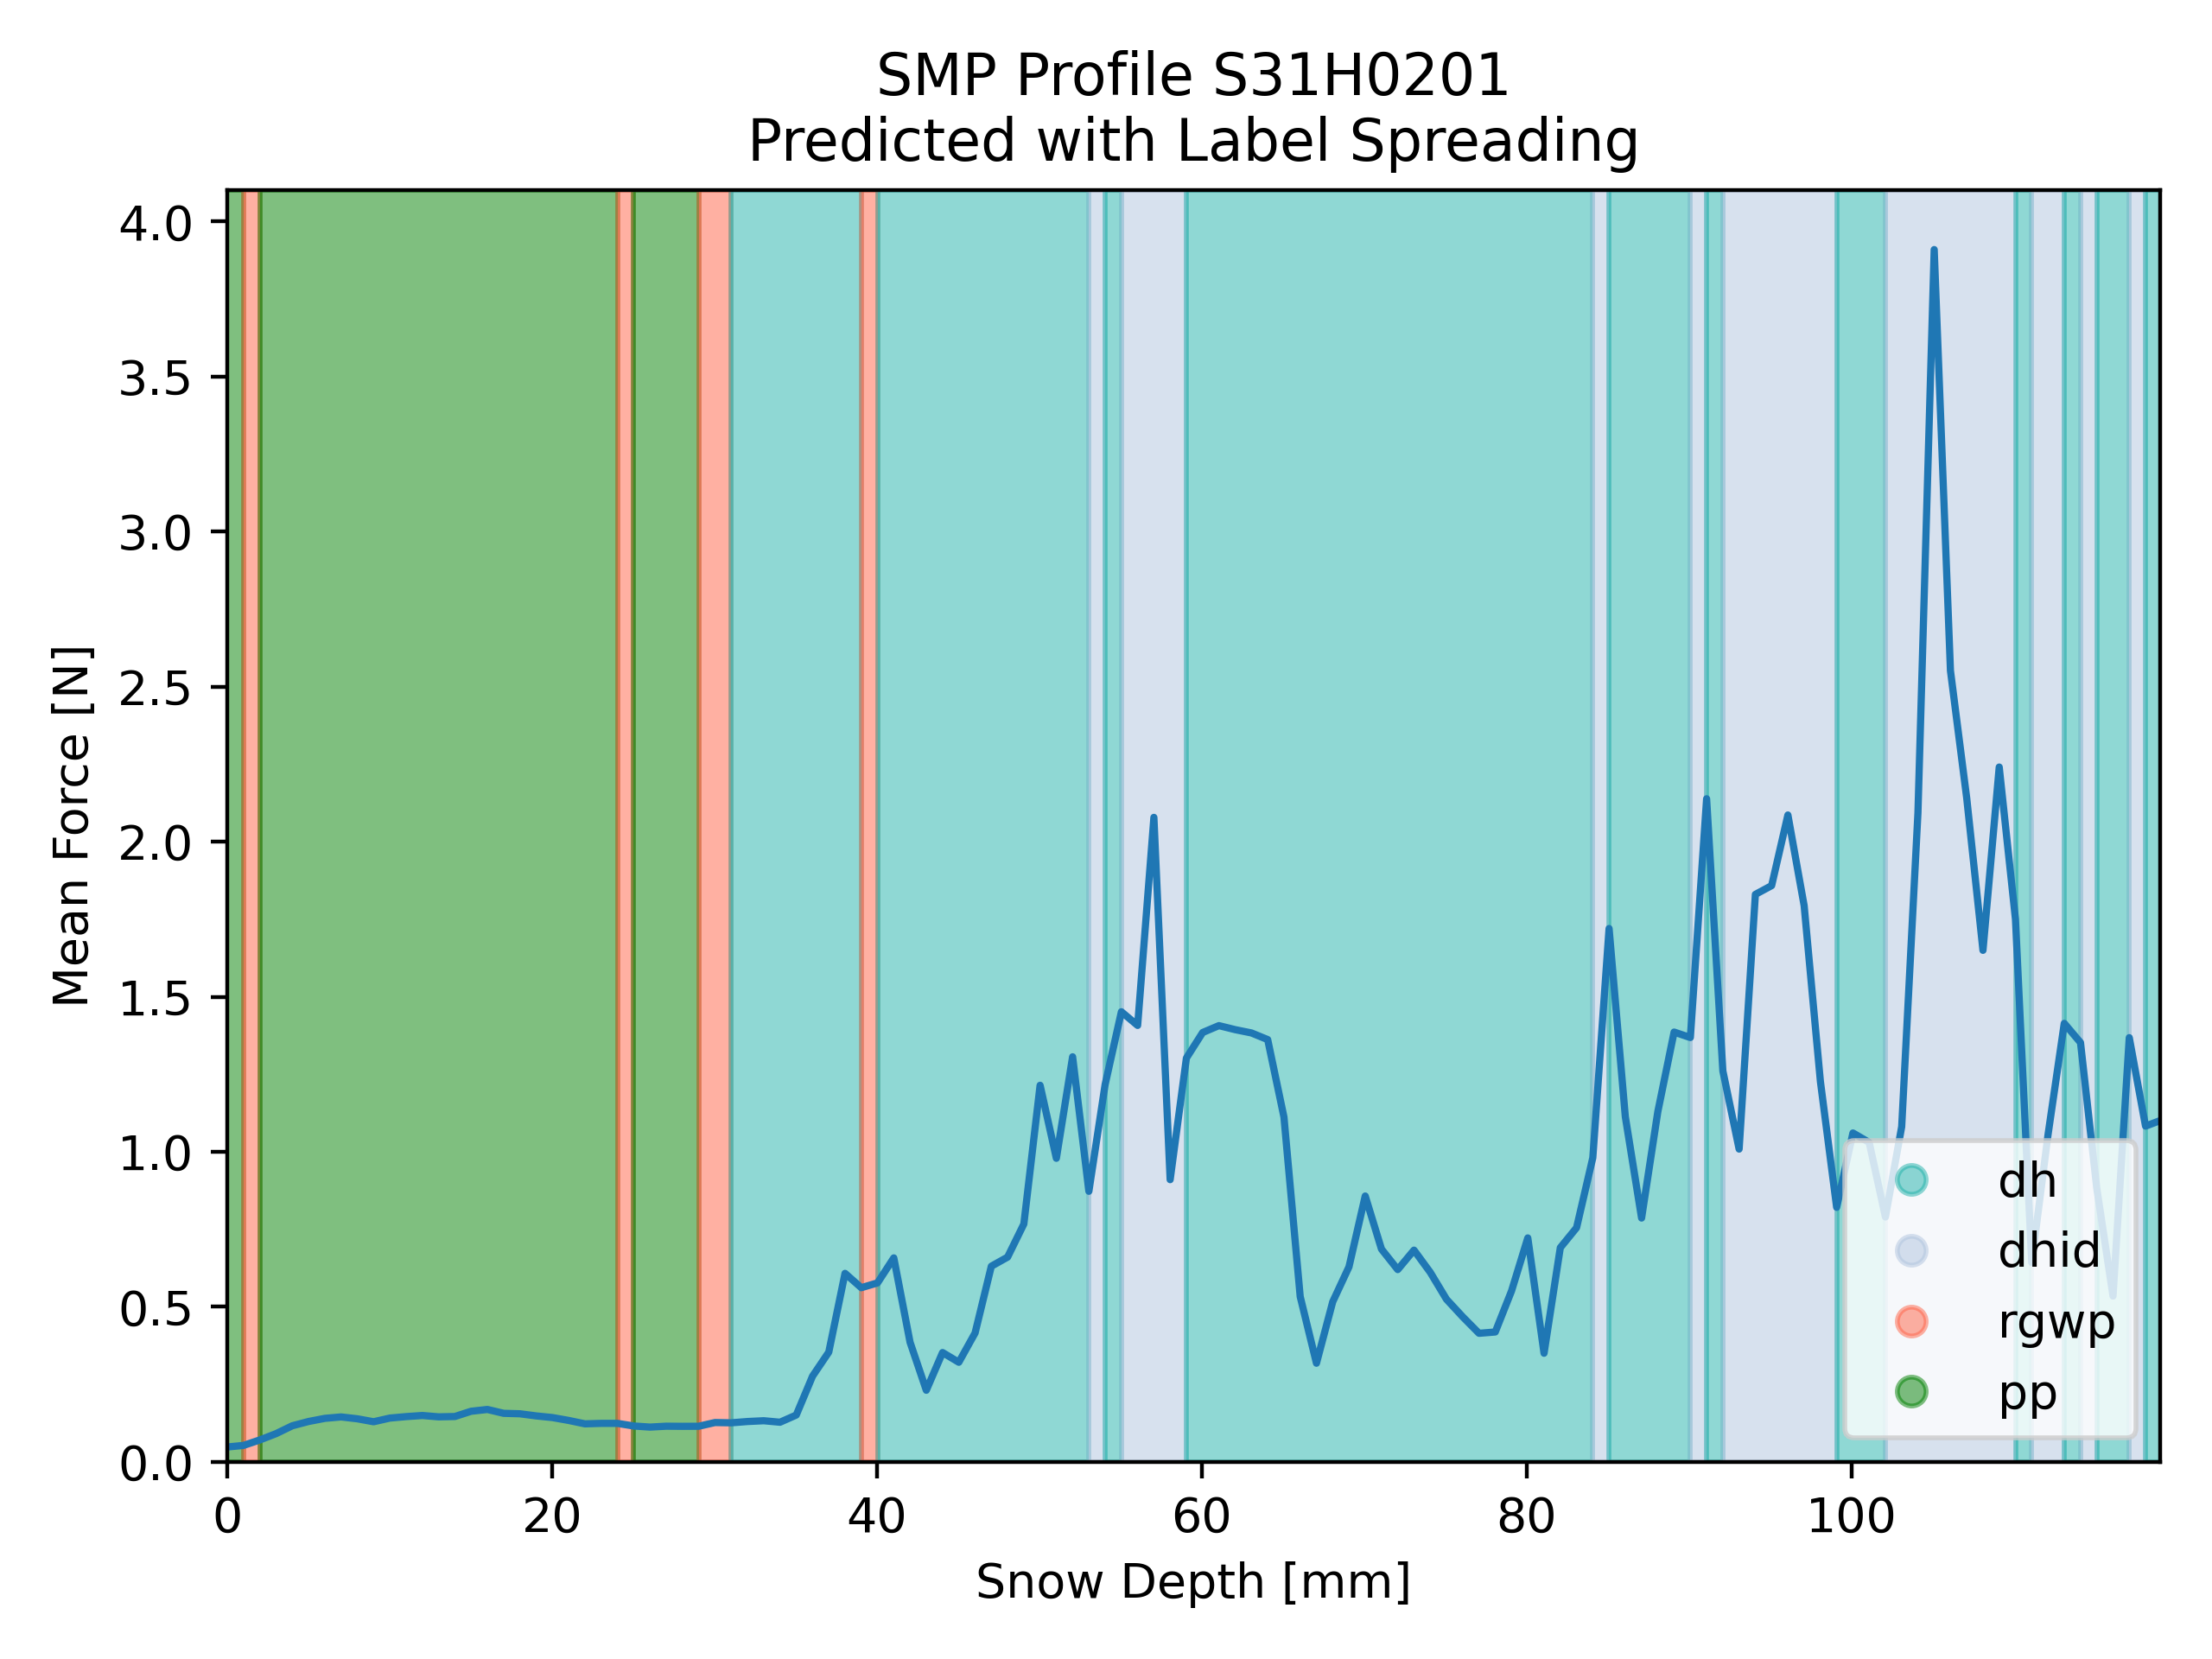 SMP Profile S31H0201
Predicted with Label Spreading
Mean Force [N]
4.0
3.5
3.0
2.5
2.0
1.5
1.0
0.5
0.0
0 20 40 60 80 100
Snow Depth [mm]
dh
dhid
rgwp
pp